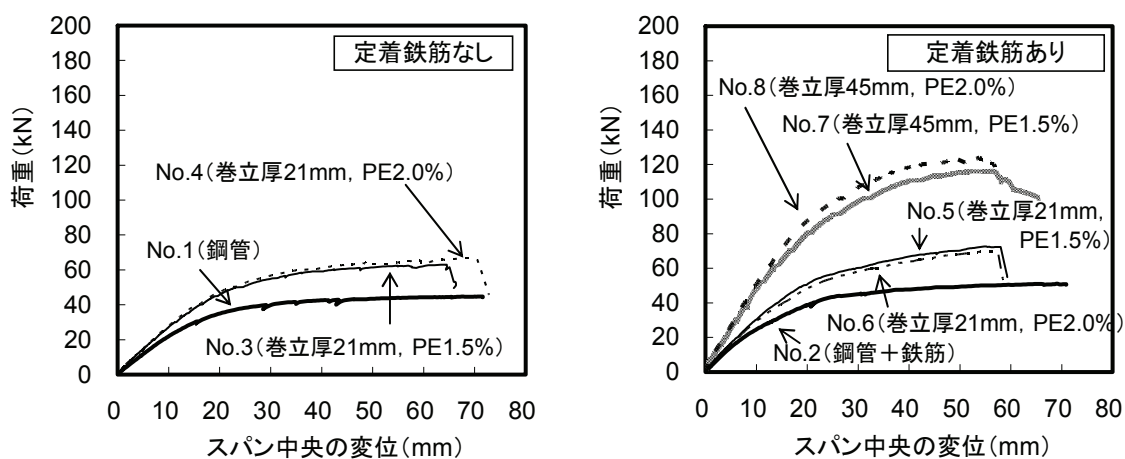 定着鉄筋なし
200
180
160
140
120
100
80
60
40
20
0
荷重(kN)
No.4(巻立厚21mm, PE2.0%)
No.1(鋼管)
No.3(巻立厚21mm, PE1.5%)
0 10 20 30 40 50 60 70 80
スパン中央の変位(mm)
定着鉄筋あり
200
180
160
140
120
100
80
60
40
20
0
荷重(kN)
No.8(巻立厚45mm, PE2.0%)
No.7(巻立厚45mm, PE1.5%)
No.5(巻立厚21mm,
PE1.5%)
No.6(巻立厚21mm, PE2.0%)
No.2(鋼管+鉄筋)
0 10 20 30 40 50 60 70 80
スパン中央の変位(mm)